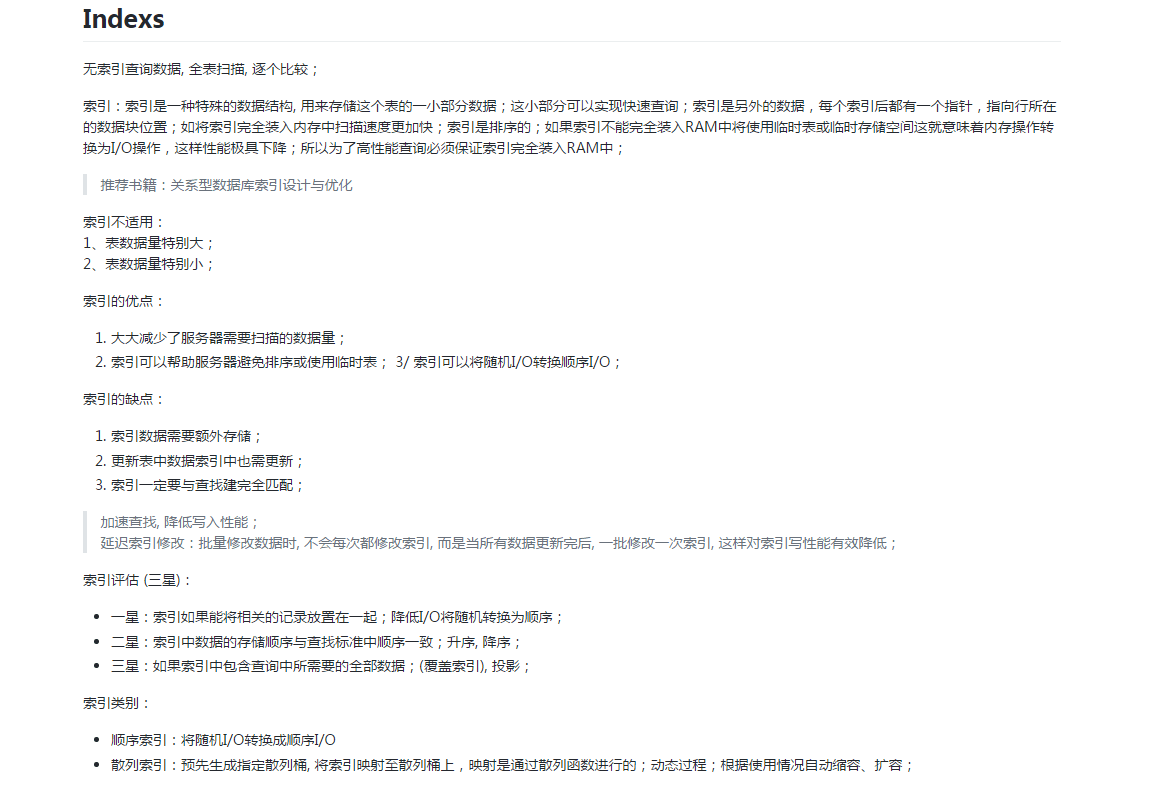 Indexs
无索引查询数据, 全表扫描, 逐个比较；
索引：索引是一种特殊的数据结构, 用来存储这个表的一小部分数据；这小部分可以实现快速查询；索引是另外的数据，每个索引后都有一个指针，指向行所在
的数据块位置；如将索引完全装入内存中扫描速度更加快；索引是排序的；如果索引不能完全装入RAM中将使用临时表或临时存储空间这就意味着内存操作转
换为I/O操作，这样性能极具下降；所以为了高性能查询必须保证索引完全装入RAM中；
推荐书籍：关系型数据库索引设计与优化
索引不适用：
1、表数据量特别大；
2、表数据量特别小；
索引的优点：
1. 大大减少了服务器需要扫描的数据量；
2. 索引可以帮助服务器避免排序或使用临时表； 3/ 索引可以将随机I/O转换顺序I/O；
索引的缺点：
1. 索引数据需要额外存储；
2. 更新表中数据索引中也需更新；
3. 索引一定要与查找建完全匹配；
加速查找, 降低写入性能；
延迟索引修改：批量修改数据时, 不会每次都修改索引, 而是当所有数据更新完后, 一批修改一次索引, 这样对索引写性能有效降低；
索引评估 (三星)：
• 一星：索引如果能将相关的记录放置在一起；降低I/O将随机转换为顺序；
• 二星：索引中数据的存储顺序与查找标准中顺序一致；升序, 降序；
• 三星：如果索引中包含查询中所需要的全部数据；(覆盖索引), 投影；
索引类别：
• 顺序索引：将随机I/O转换成顺序I/O
• 散列索引：预先生成指定散列桶, 将索引映射至散列桶上，映射是通过散列函数进行的；动态过程；根据使用情况自动缩容、扩容；